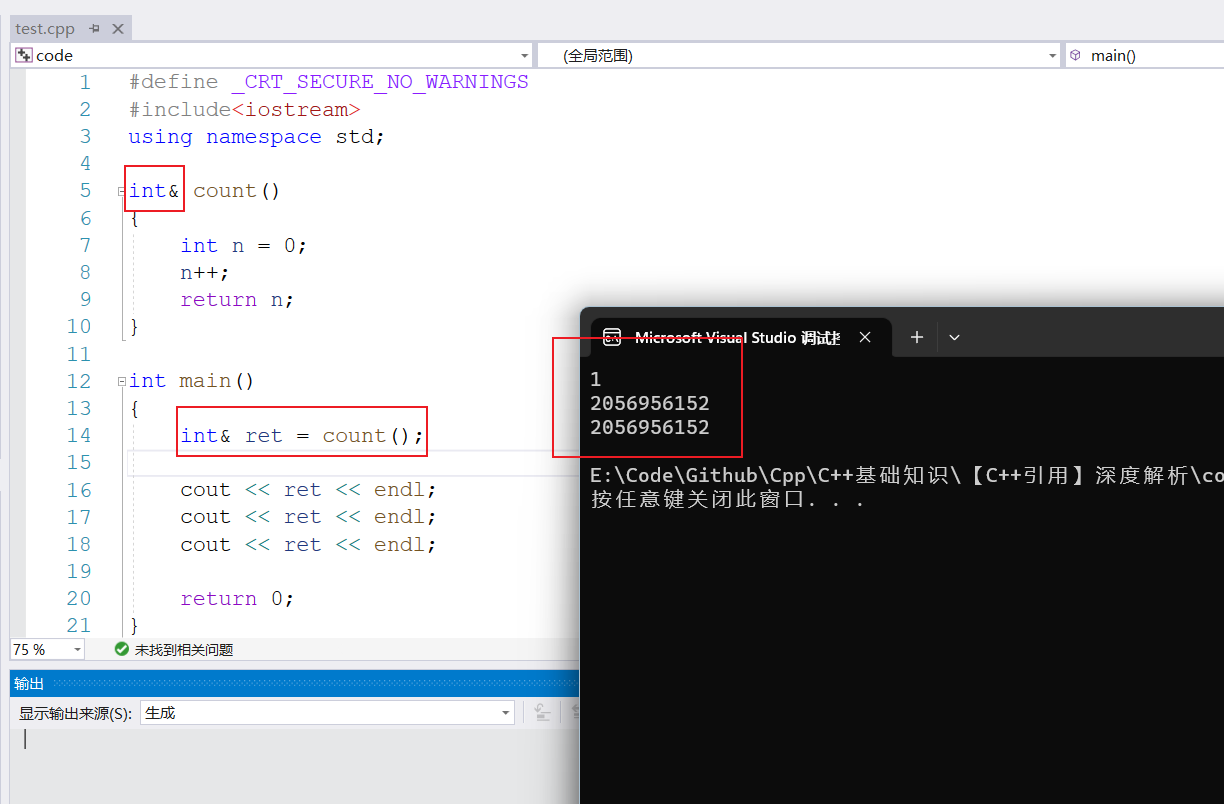 test.cpp
code (全局范围) main()
1 #define _CRT_SECURE_NO_WARNINGS
2 #include<iostream>
3 using namespace std;
4
5 int& count()
6 {
7 int n = 0;
8 n++;
9 return n;
10 }
11
12 int main()
13 {
14 int& ret = count();
15
16 cout << ret << endl;
17 cout << ret << endl;
18 cout << ret << endl;
19
20 return 0;
21 }
75 % 未找到相关问题
输出
显示输出来源(S): 生成
Microsoft Visual Studio 调试
1
2056956152
2056956152
E:\Code\Github\Cpp\C++基础知识\【C++引用】深度解析\co
按任意键关闭此窗口. . .